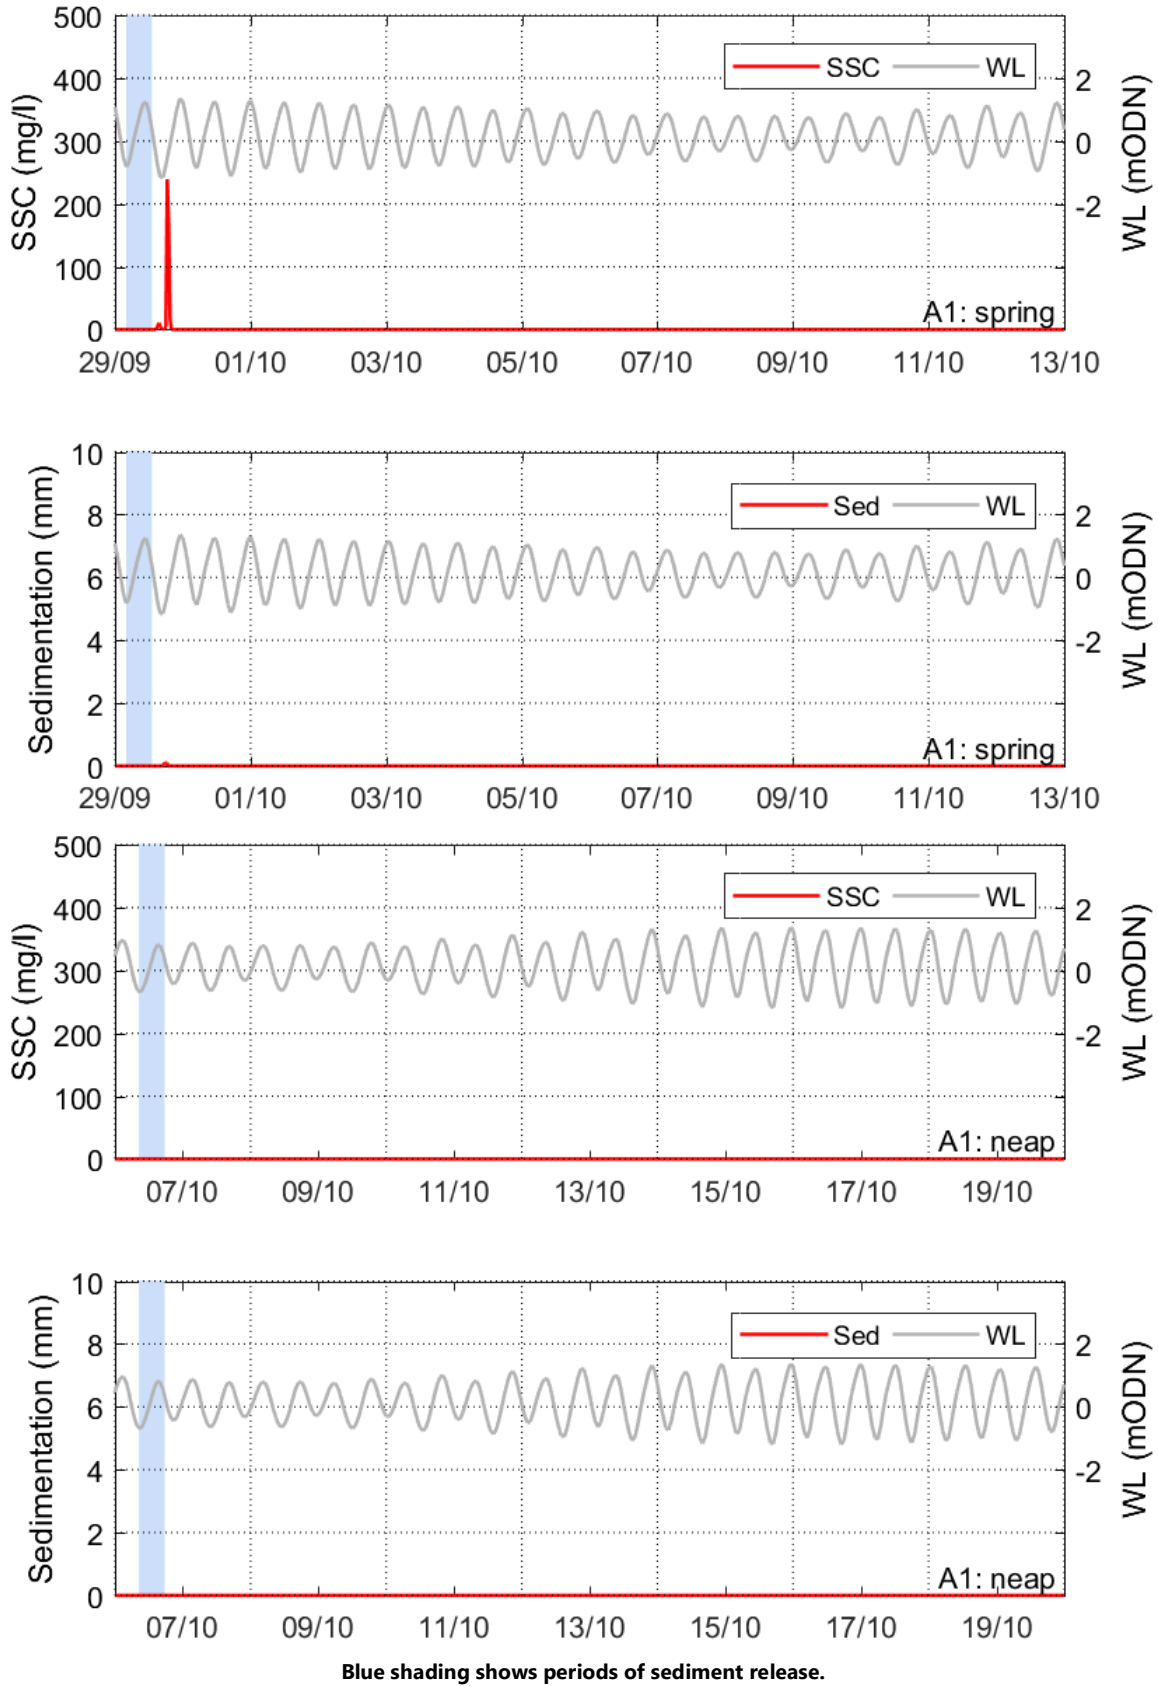 500
400
300
200
100
0
SSC (mg/l)
SSC WL
2
0
-2
WL (mODN)
A1: spring
29/09 01/10 03/10 05/10 07/10 09/10 11/10 13/10
10
8
6
4
2
0
Sedimentation (mm)
Sed WL
2
0
-2
WL (mODN)
A1: spring
29/09 01/10 03/10 05/10 07/10 09/10 11/10 13/10
500
400
300
200
100
0
SSC (mg/l)
SSC WL
2
0
-2
WL (mODN)
A1: neap
07/10 09/10 11/10 13/10 15/10 17/10 19/10
10
8
6
4
2
0
Sedimentation (mm)
Sed WL
2
0
-2
WL (mODN)
A1: neap
07/10 09/10 11/10 13/10 15/10 17/10 19/10
Blue shading shows periods of sediment release.